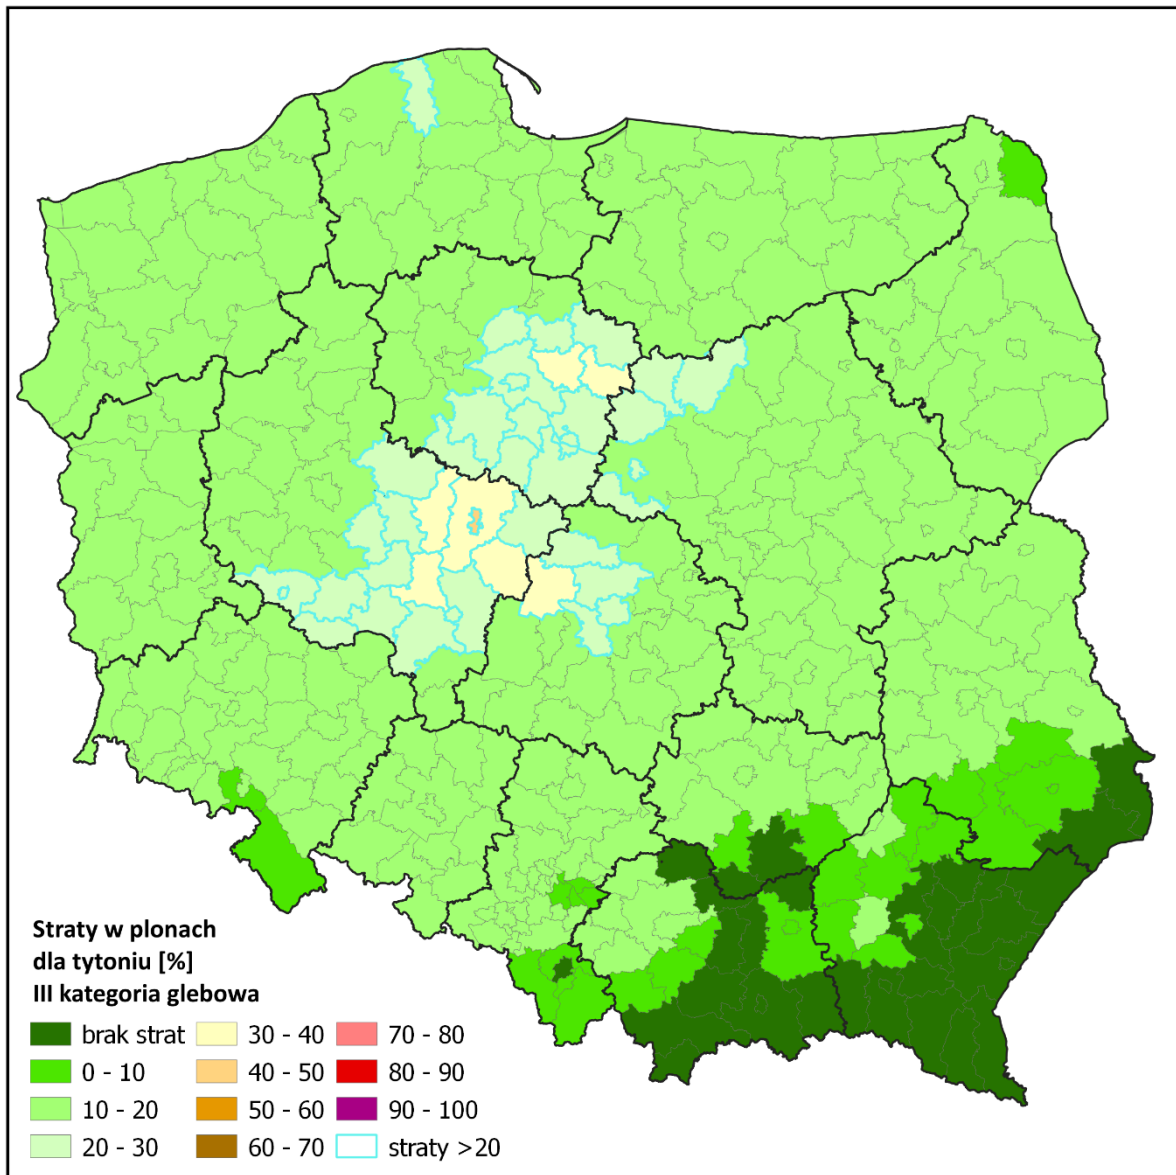 Straty w plonach
dla tytoniu [%]
III kategoria glebowa
brak strat
0 - 10
10 - 20
20 - 30
30 - 40
40 - 50
50 - 60
60 - 70
70 - 80
80 - 90
90 - 100
straty >20